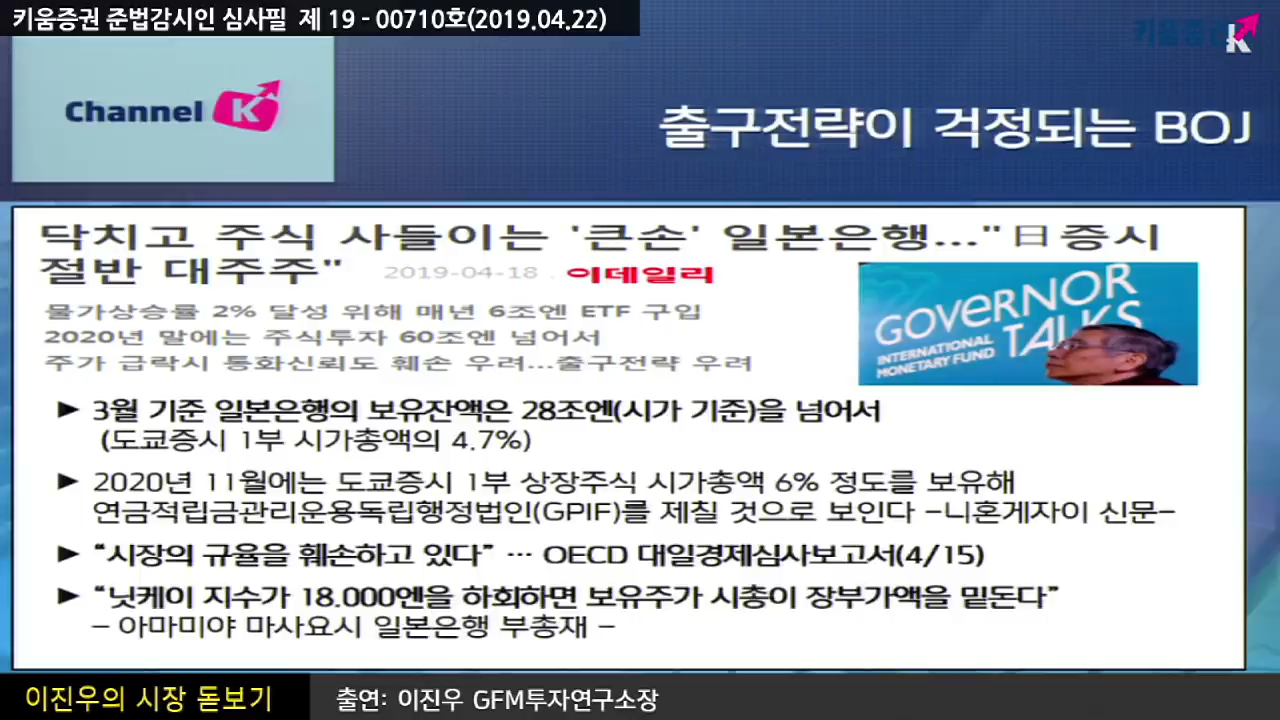 키움증권 준법감시인 심사필 제 19 - 00710호(2019.04.22)
키움증권
K
Channel K
출구전략이 걱정되는 BOJ
닥치고 주식 사들이는 '큰손' 일본은행..."日증시
절반 대주주"
2019-04-18
이데일리
물가상승률 2% 달성 위해 매년 6조엔 ETF 구입
2020년 말에는 주식투자 60조엔 넘어서
주가 급락시 통화신뢰도 훼손 우려...출구전략 우려
GOVERNOR
TALKS
INTERNATIONAL
MONETARY FUND
► 3월 기준 일본은행의 보유잔액은 28조엔(시가 기준)을 넘어서
(도쿄증시 1부 시가총액의 4.7%)
► 2020년 11월에는 도쿄증시 1부 상장주식 시가총액 6% 정도를 보유해
연금적립금관리운용독립행정법인(GPIF)를 제칠 것으로 보인다 -니혼게자이 신문-
► “시장의 규율을 훼손하고 있다” … OECD 대일경제심사보고서(4/15)
► “닛케이 지수가 18.000엔을 하회하면 보유주가 시총이 장부가액을 밑돈다”
- 아마미야 마사요시 일본은행 부총재 -
이진우의 시장 돋보기
출연: 이진우 GFM투자연구소장